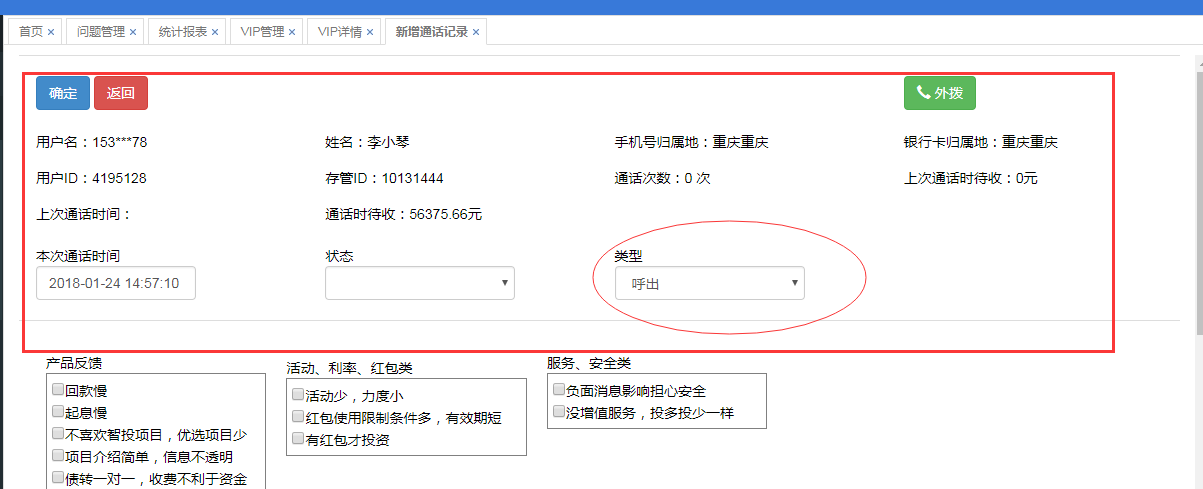 首页 × 问题管理 × 统计报表 × VIP管理 × VIP详情 × 新增通话记录 ×
确定 返回 外拨
用户名：153***78 姓名：李小琴 手机号归属地：重庆重庆 银行卡归属地：重庆重庆
用户ID：4195128 存管ID：10131444 通话次数：0 次 上次通话时待收：0元
上次通话时间： 通话时待收：56375.66元
本次通话时间 状态 类型
2018-01-24 14:57:10 呼出
产品反馈
回款慢
起息慢
不喜欢智投项目，优选项目少
项目介绍简单，信息不透明
债转一对一，收费不利于资金
活动、利率、红包类
活动少，力度小
红包使用限制条件多，有效期短
有红包才投资
服务、安全类
负面消息影响担心安全
没增值服务，投多投少一样